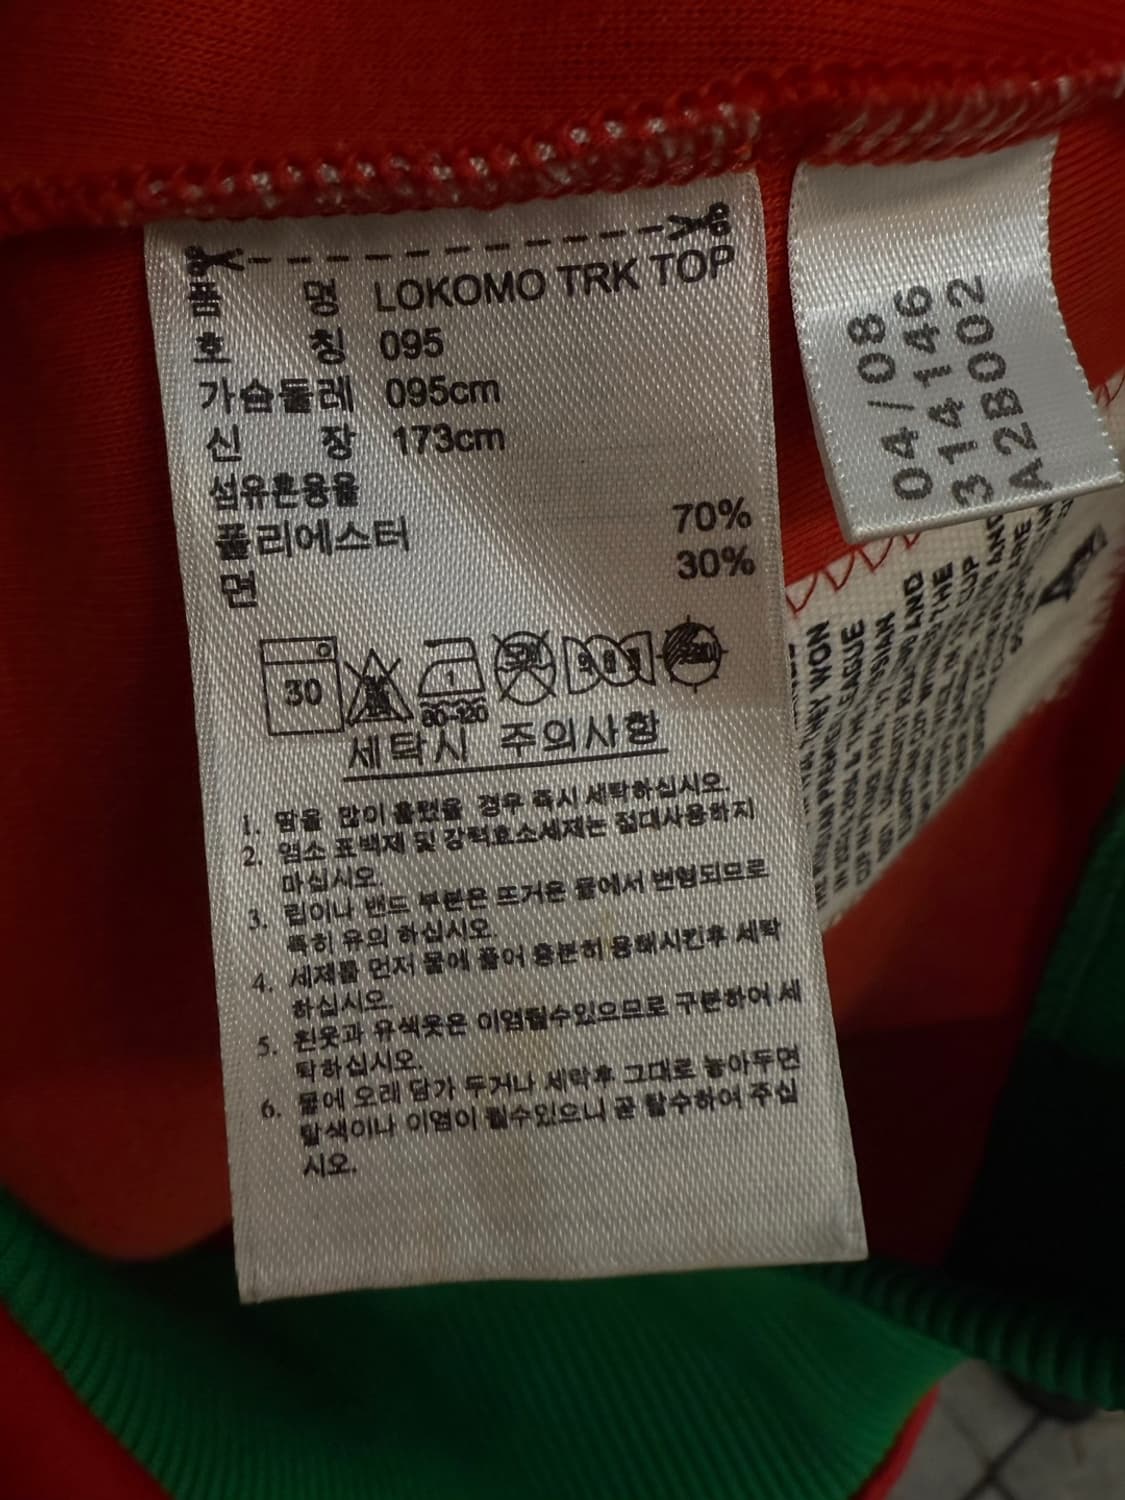 품 명 LOKOMO TRK TOP
호 칭 095
가슴둘레 095cm
신 장 173cm
섬유혼용율
폴리에스터 70%
면 30%
30
80-120
세탁시 주의사항
1. 땀을 많이 흘렸을 경우 즉시 세탁하십시오.
2. 염소 표백제 및 강력효소세제는 절대사용하지
마십시오.
3. 립이나 밴드 부분은 뜨거운 물에서 변형되므로
특히 유의 하십시오.
4. 세제를 먼저 물에 풀어 충분히 용해시킨후 세탁
하십시오.
5. 흰옷과 유색옷은 이염될수있으므로 구분하여 세
탁하십시오.
6. 물에 오래 담가 두거나 세탁후 그대로 놓아두면
탈색이나 이염이 될수있으니 곧 탈수하여 주십
시오.
04/08
314146
A2B002
THEY WON
LEAGUE
AND
THE
CUP